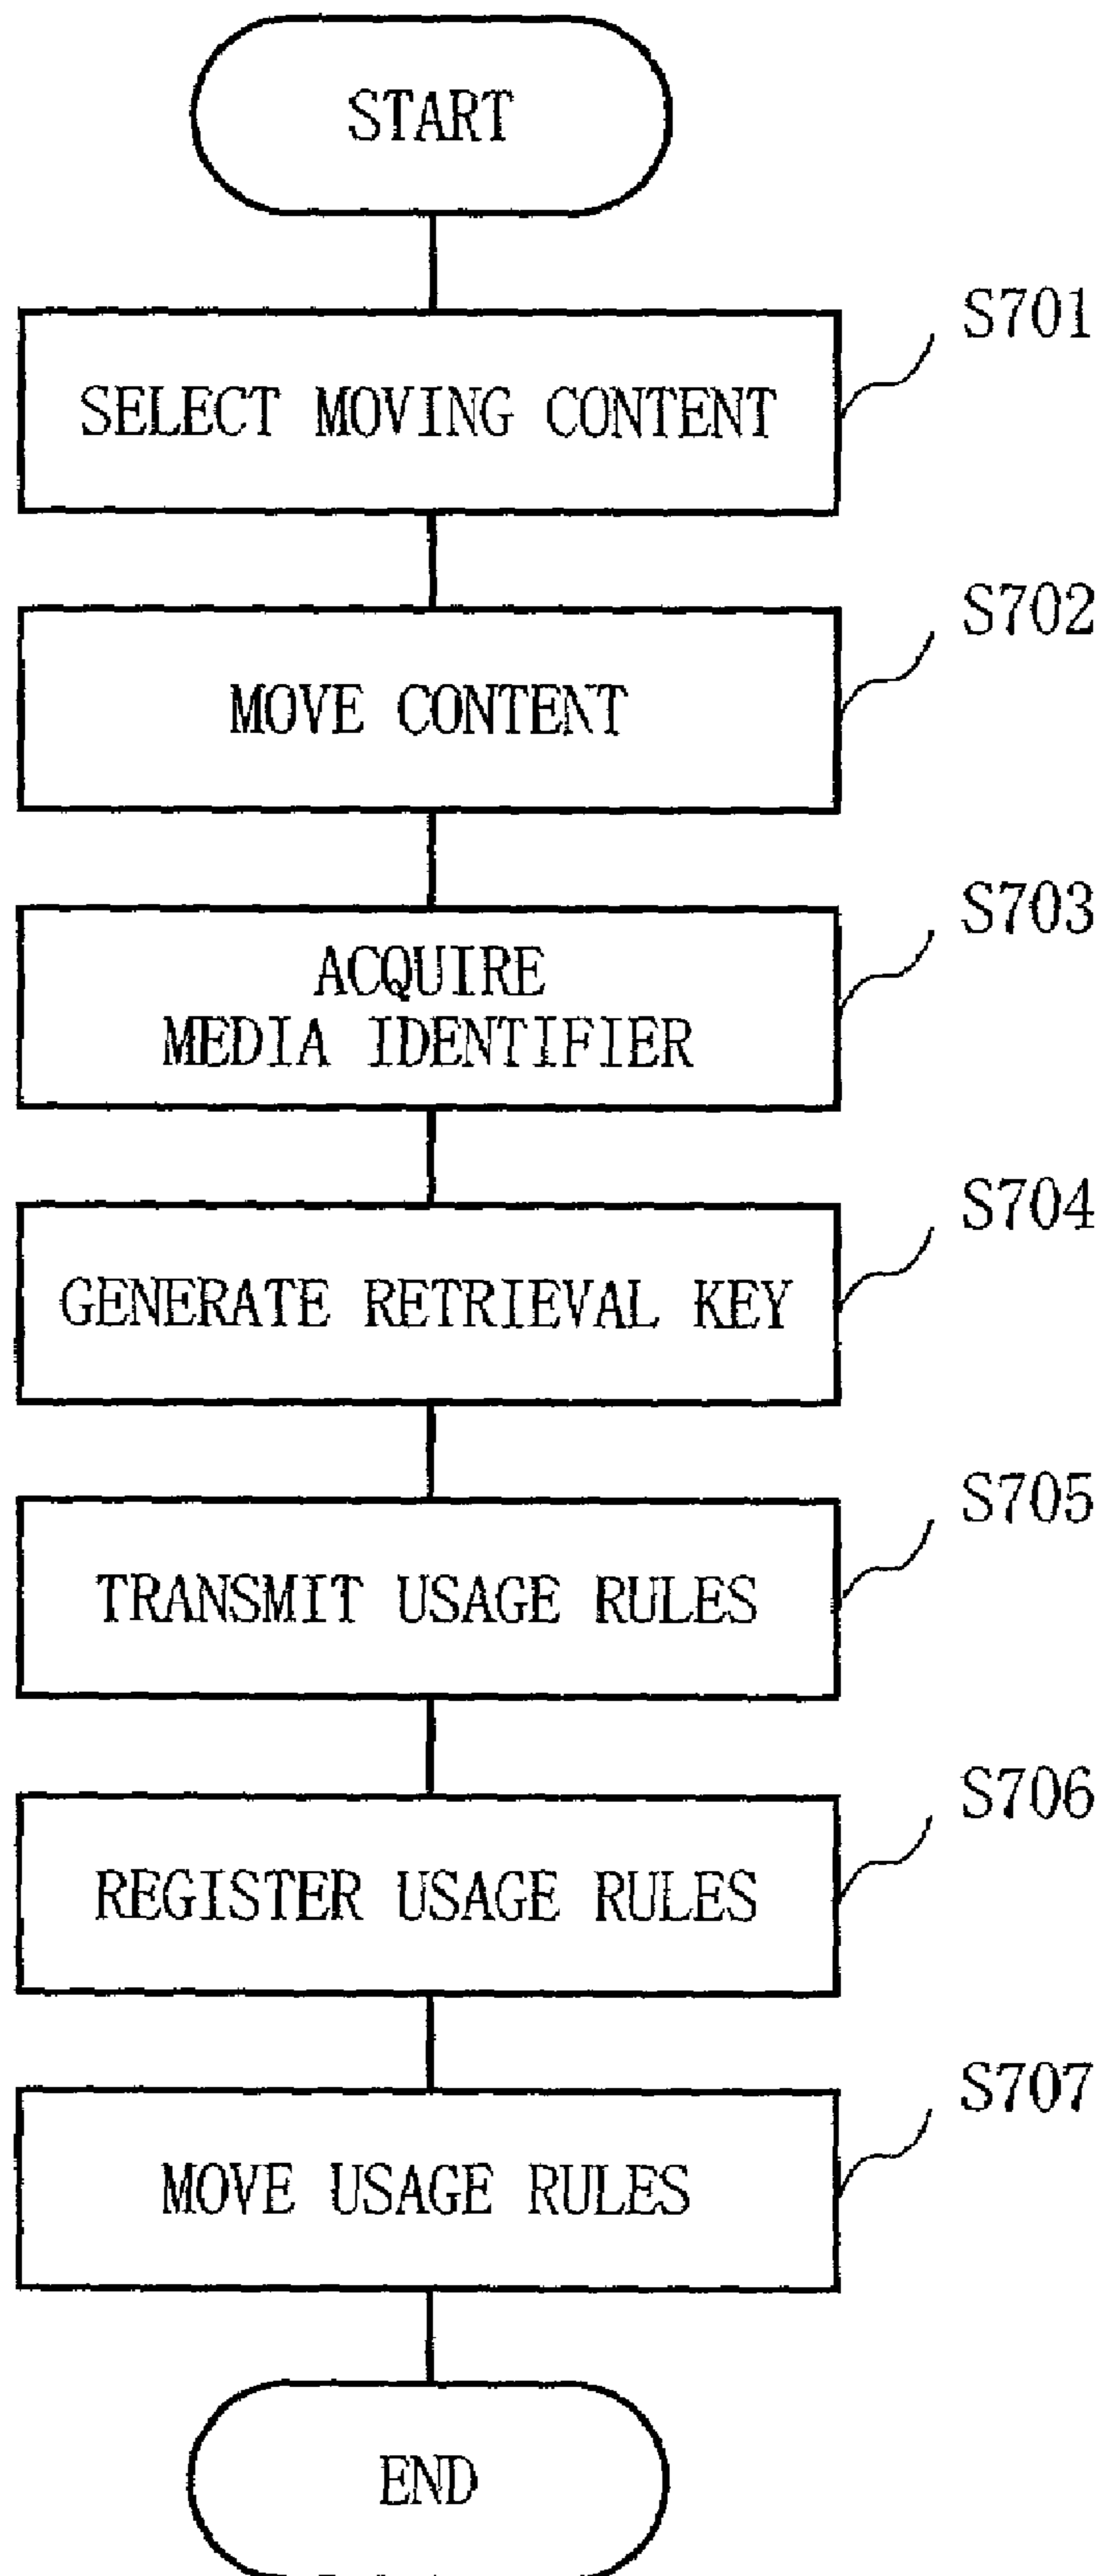 START
S701
SELECT MOVING CONTENT
S702
MOVE CONTENT
S703
ACQUIRE
MEDIA IDENTIFIER
S704
GENERATE RETRIEVAL KEY
S705
TRANSMIT USAGE RULES
S706
REGISTER USAGE RULES
S707
MOVE USAGE RULES
END